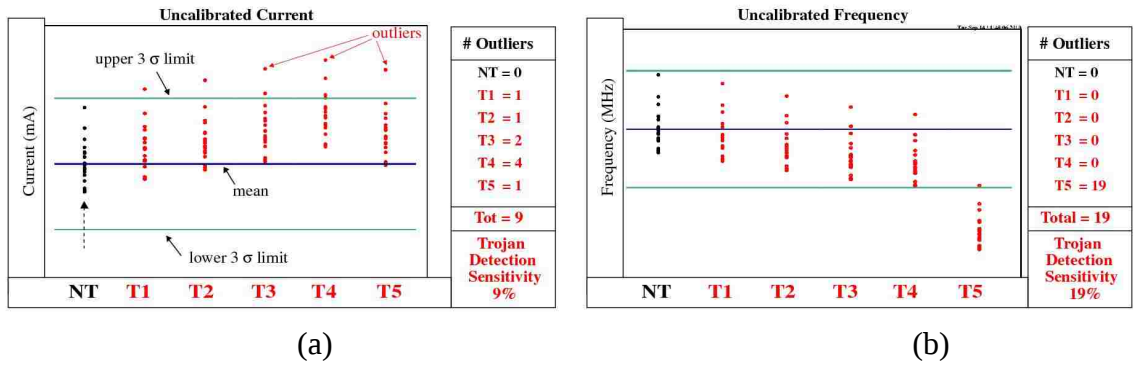 Uncalibrated Current
Current (mA)
upper 3 σ limit
outliers
mean
lower 3 σ limit
NT T1 T2 T3 T4 T5
# Outliers
NT = 0
T1 = 1
T2 = 1
T3 = 2
T4 = 4
T5 = 1
Tot = 9
Trojan
Detection
Sensitivity
9%
(a)
Uncalibrated Frequency
Frequency (MHz)
NT T1 T2 T3 T4 T5
# Outliers
NT = 0
T1 = 0
T2 = 0
T3 = 0
T4 = 0
T5 = 19
Total = 19
Trojan
Detection
Sensitivity
19%
(b)